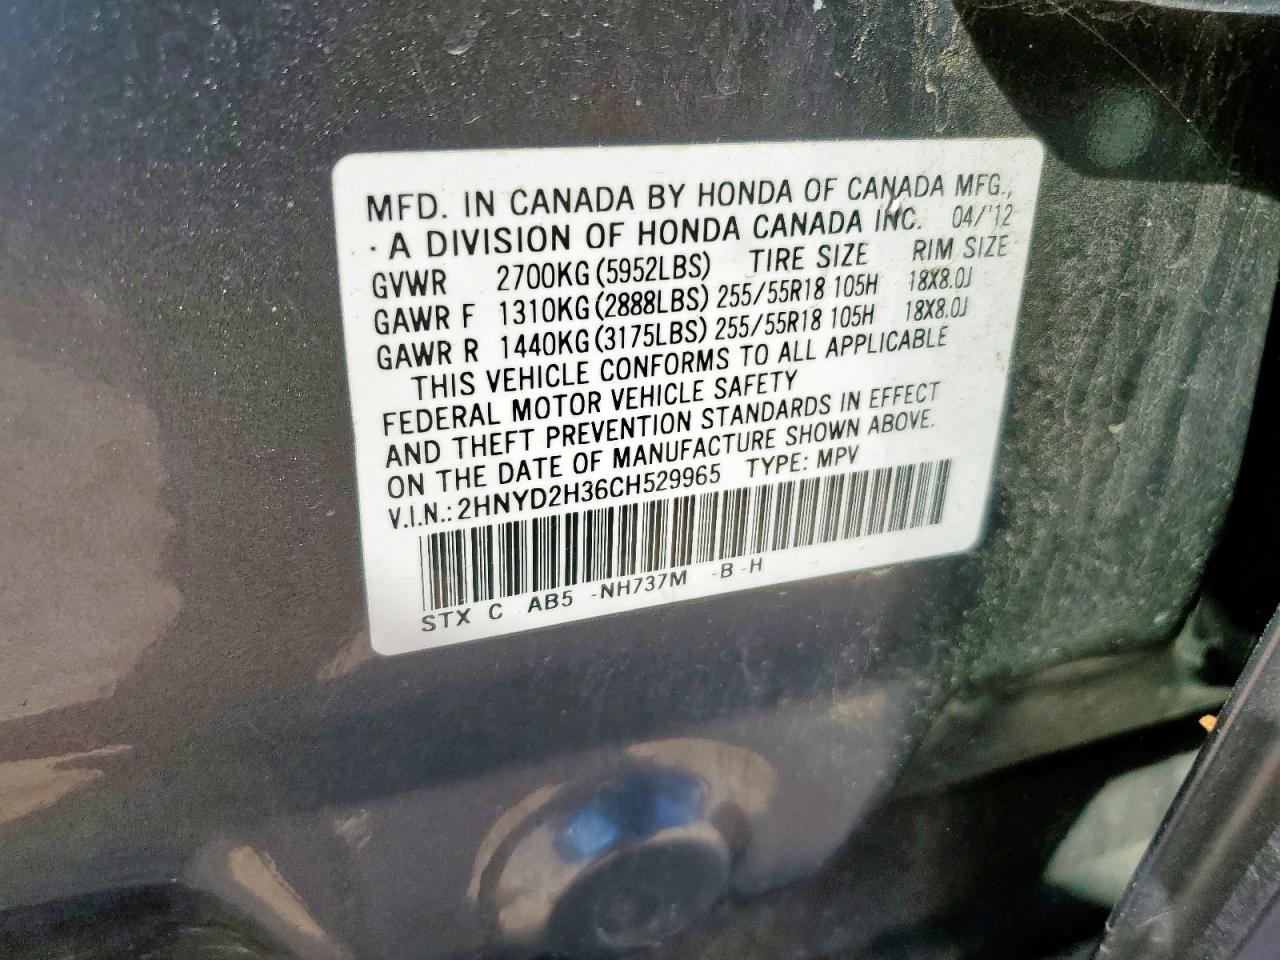 MFD. IN CANADA BY HONDA OF CANADA MFG.,
· A DIVISION OF HONDA CANADA INC. 04/'12
GVWR 2700KG (5952LBS) TIRE SIZE RIM SIZE
GAWR F 1310KG (2888LBS) 255/55R18 105H 18X8.0J
GAWR R 1440KG (3175LBS) 255/55R18 105H 18X8.0J
THIS VEHICLE CONFORMS TO ALL APPLICABLE
FEDERAL MOTOR VEHICLE SAFETY
AND THEFT PREVENTION STANDARDS IN EFFECT
ON THE DATE OF MANUFACTURE SHOWN ABOVE.
V.I.N.: 2HNYD2H36CH529965 TYPE: MPV
STX C AB5 -NH737M -B -H